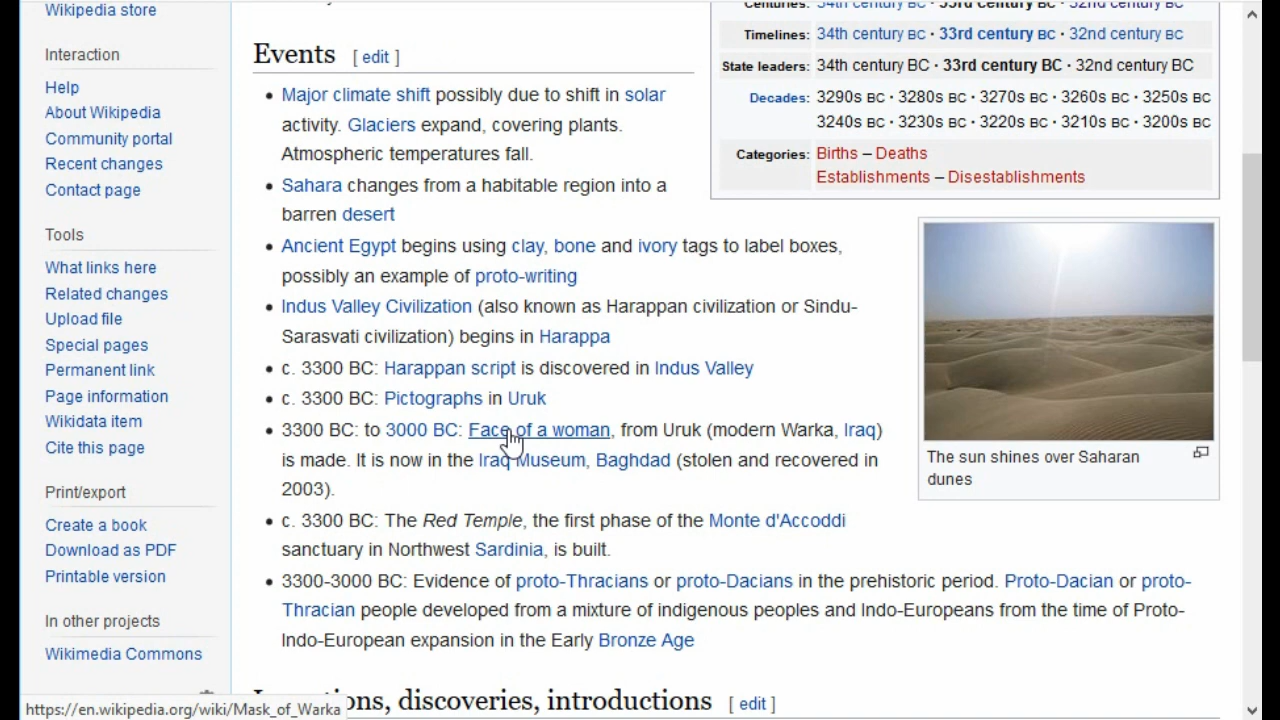 Wikipedia store
Interaction
Help
About Wikipedia
Community portal
Recent changes
Contact page
Tools
What links here
Related changes
Upload file
Special pages
Permanent link
Page information
Wikidata item
Cite this page
Print/export
Create a book
Download as PDF
Printable version
In other projects
Wikimedia Commons
Events [ edit ]
• Major climate shift possibly due to shift in solar
activity. Glaciers expand, covering plants.
Atmospheric temperatures fall.
• Sahara changes from a habitable region into a
barren desert
• Ancient Egypt begins using clay, bone and ivory tags to label boxes,
possibly an example of proto-writing
• Indus Valley Civilization (also known as Harappan civilization or Sindu-
Sarasvati civilization) begins in Harappa
• c. 3300 BC: Harappan script is discovered in Indus Valley
• c. 3300 BC: Pictographs in Uruk
• 3300 BC: to 3000 BC: Face of a woman, from Uruk (modern Warka, Iraq)
is made. It is now in the Iraq Museum, Baghdad (stolen and recovered in
2003).
• c. 3300 BC: The Red Temple, the first phase of the Monte d'Accoddi
sanctuary in Northwest Sardinia, is built.
• 3300-3000 BC: Evidence of proto-Thracians or proto-Dacians in the prehistoric period. Proto-Dacian or proto-
Thracian people developed from a mixture of indigenous peoples and Indo-Europeans from the time of Proto-
Indo-European expansion in the Early Bronze Age
discoveries, introductions [ edit ]
Centuries: 34th century BC · 33rd century BC · 32nd century BC
Timelines: 34th century BC · 33rd century BC · 32nd century BC
State leaders: 34th century BC · 33rd century BC · 32nd century BC
Decades: 3290s BC · 3280s BC · 3270s BC · 3260s BC · 3250s BC
3240s BC · 3230s BC · 3220s BC · 3210s BC · 3200s BC
Categories: Births – Deaths
Establishments – Disestablishments
The sun shines over Saharan
dunes
https://en.wikipedia.org/wiki/Mask_of_Warka